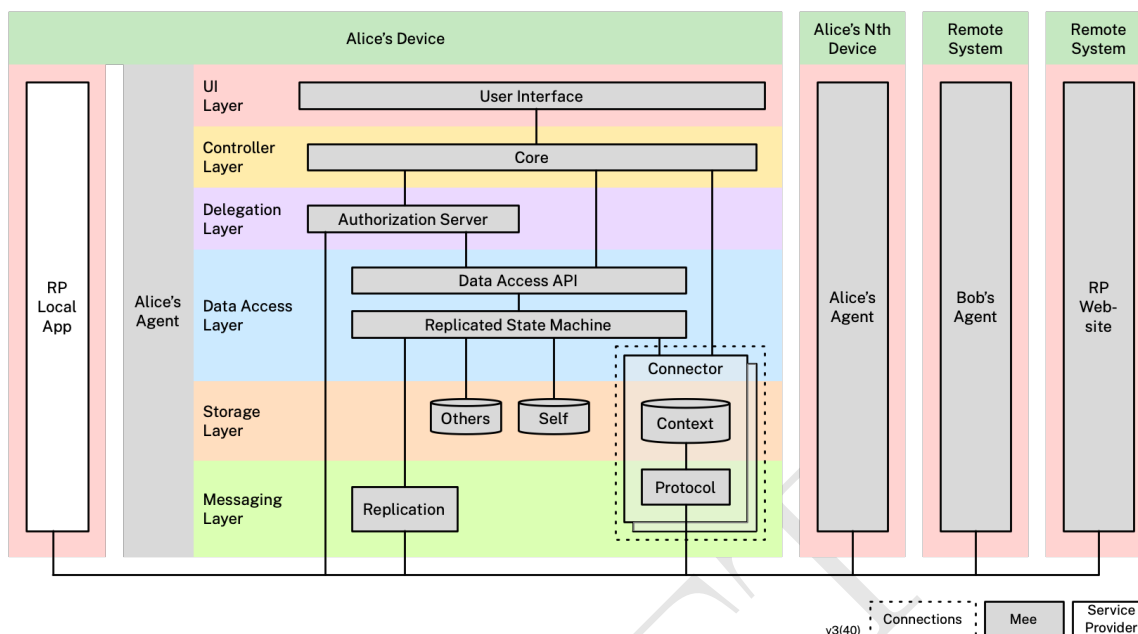 Alice's Device
Alice's Nth
Device
Remote
System
Remote
System
UI
Layer
User Interface
Controller
Layer
Core
Delegation
Layer
Authorization Server
RP
Local
App
Alice's
Agent
Data Access
Layer
Data Access API
Replicated State Machine
Connector
Alice's
Agent
Bob's
Agent
RP
Web-
site
Storage
Layer
Others
Self
Context
Messaging
Layer
Replication
Protocol
v3(40)
Connections
Mee
Service
Provider